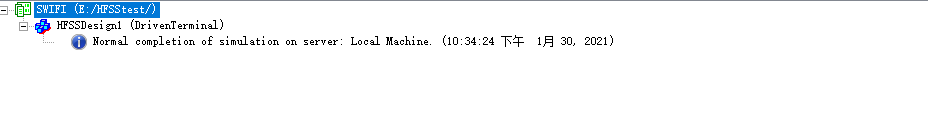 SWIFI (E:/HFSStest/)
HFSSDesign1 (DrivenTerminal)
Normal completion of simulation on server: Local Machine. (10:34:24 下午 1月 30, 2021)